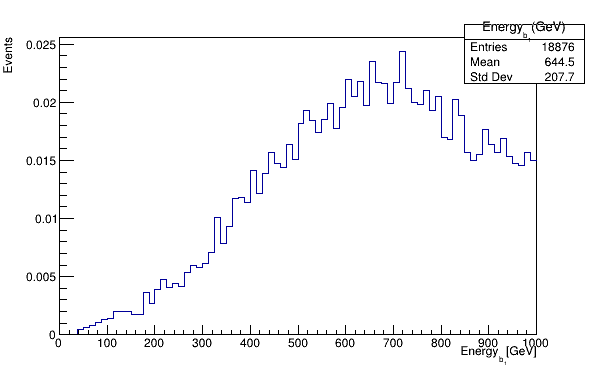 Energy_b1(GeV)
Entries 18876
Mean 644.5
Std Dev 207.7
Events
0.025
0.02
0.015
0.01
0.005
0
0 100 200 300 400 500 600 700 800 900 1000
Energy_b1[GeV]